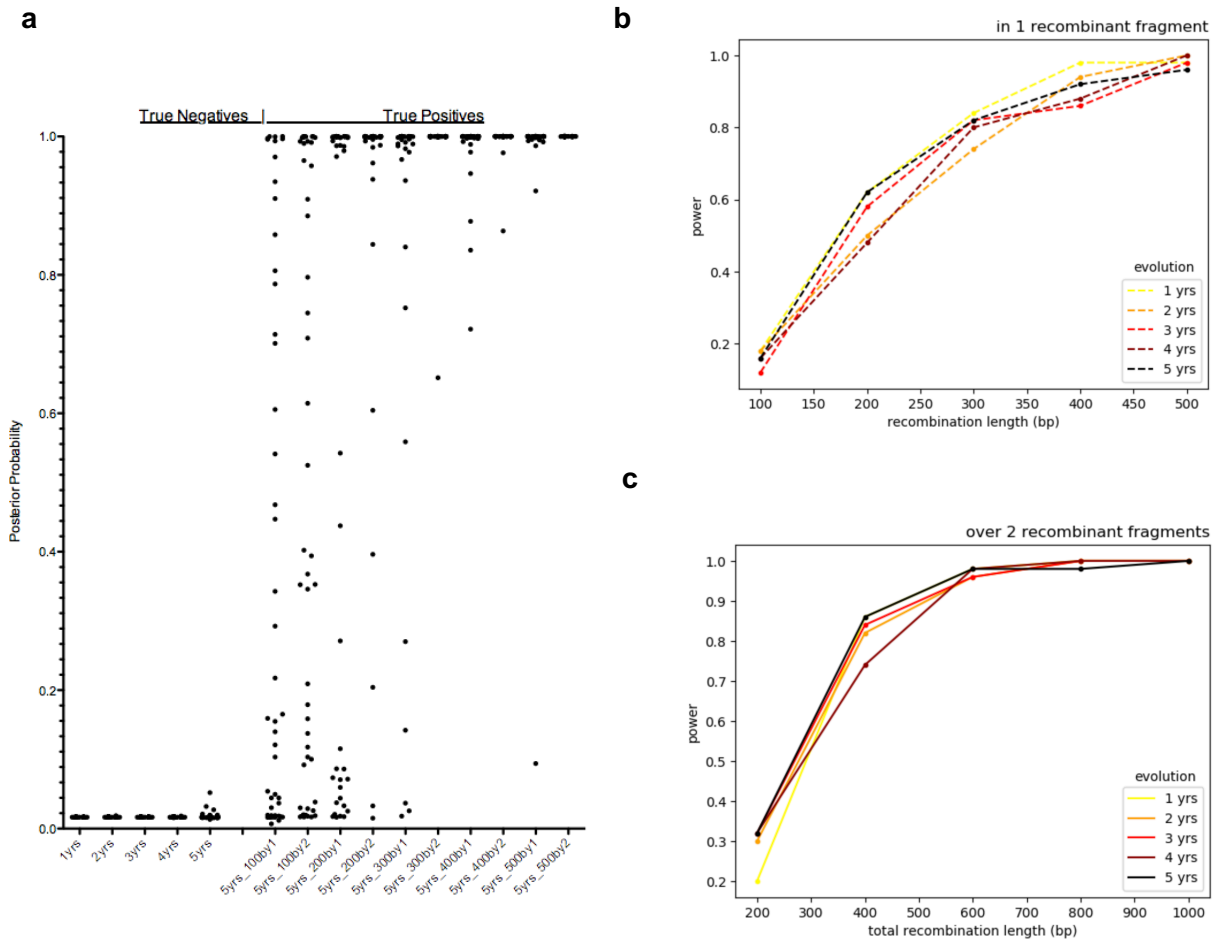 a
True Negatives | True Positives
1.0
0.8
0.6
0.4
0.2
0.0
Posterior Probability
1yrs
2yrs
3yrs
4yrs
5yrs
5yrs_100by1
5yrs_100by2
5yrs_200by1
5yrs_200by2
5yrs_300by1
5yrs_300by2
5yrs_400by1
5yrs_400by2
5yrs_500by1
5yrs_500by2
b
in 1 recombinant fragment
1.0
0.8
0.6
0.4
0.2
power
100 150 200 250 300 350 400 450 500
recombination length (bp)
evolution
1 yrs
2 yrs
3 yrs
4 yrs
5 yrs
c
over 2 recombinant fragments
1.0
0.9
0.8
0.7
0.6
0.5
0.4
0.3
0.2
power
200 300 400 500 600 700 800 900 1000
total recombination length (bp)
evolution
1 yrs
2 yrs
3 yrs
4 yrs
5 yrs